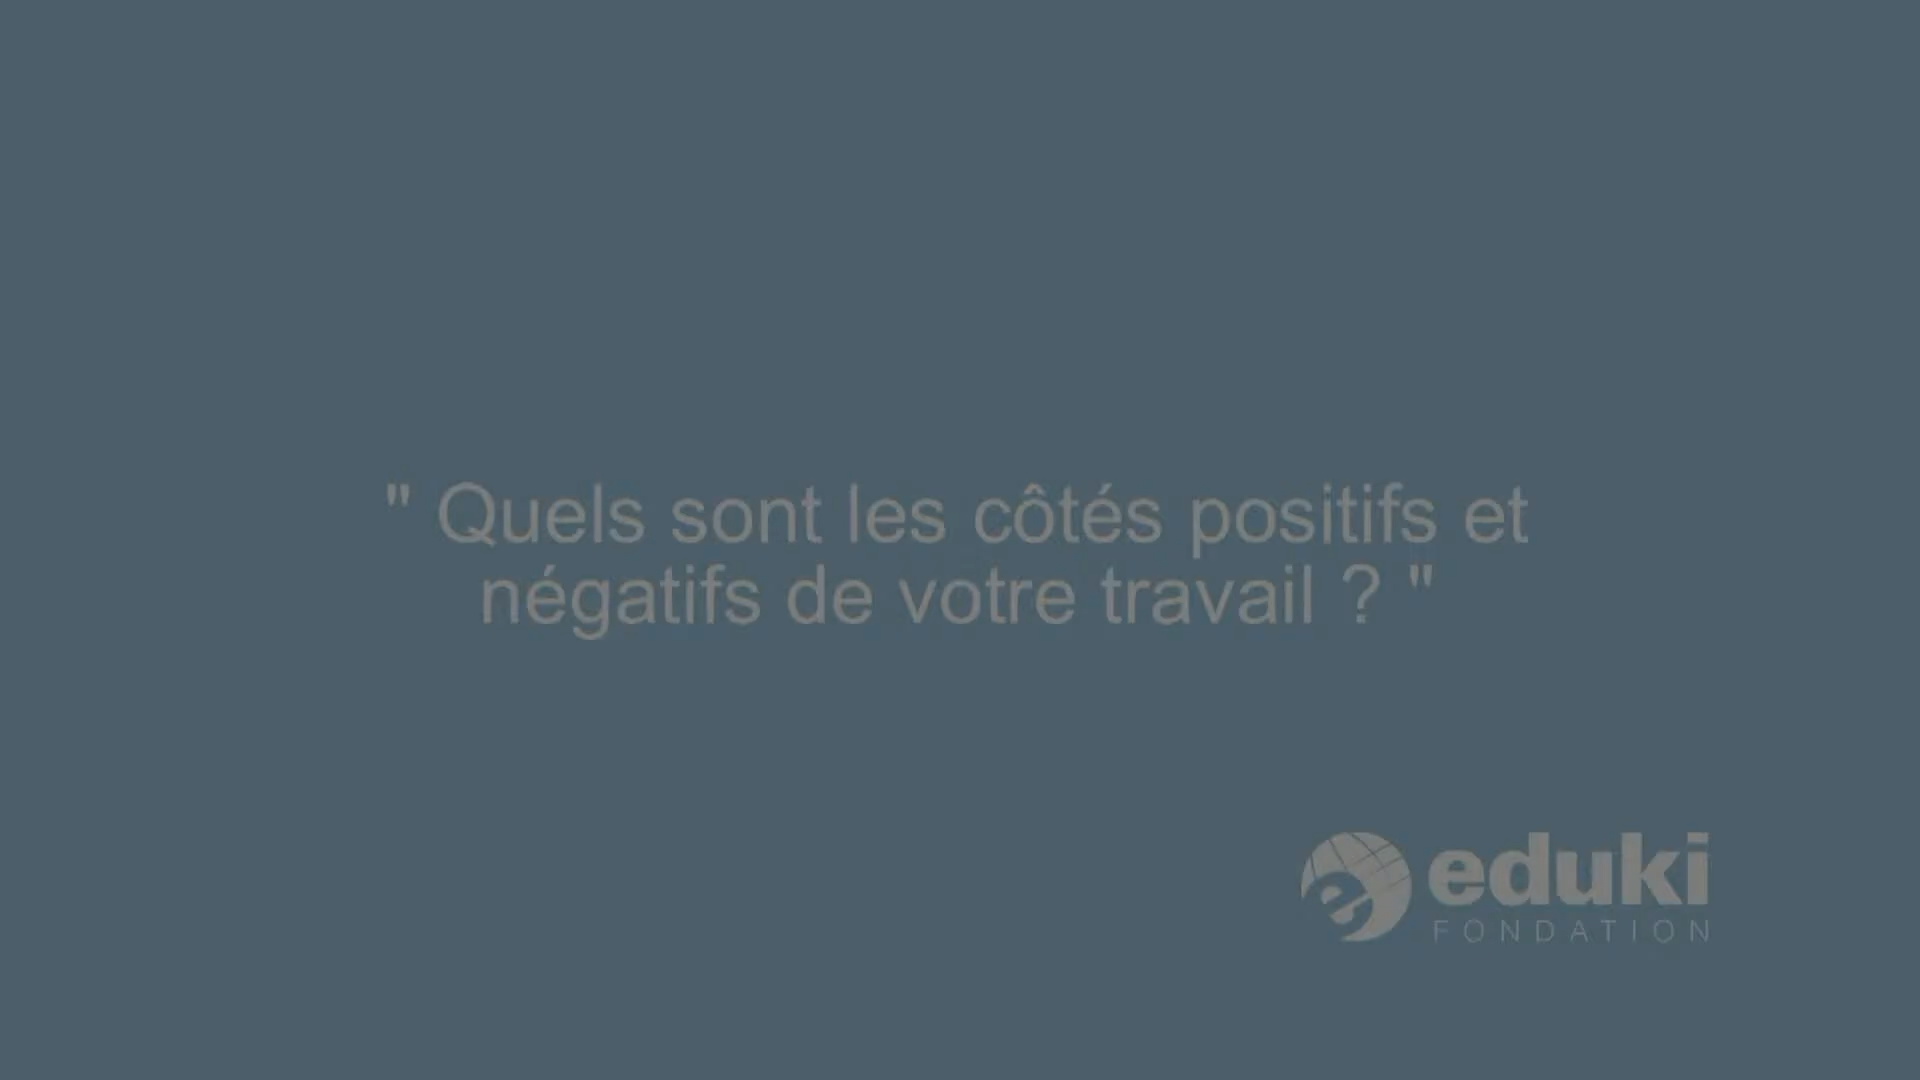 " Quels sont les côtés positifs et
négatifs de votre travail ? "
eduki
FONDATION